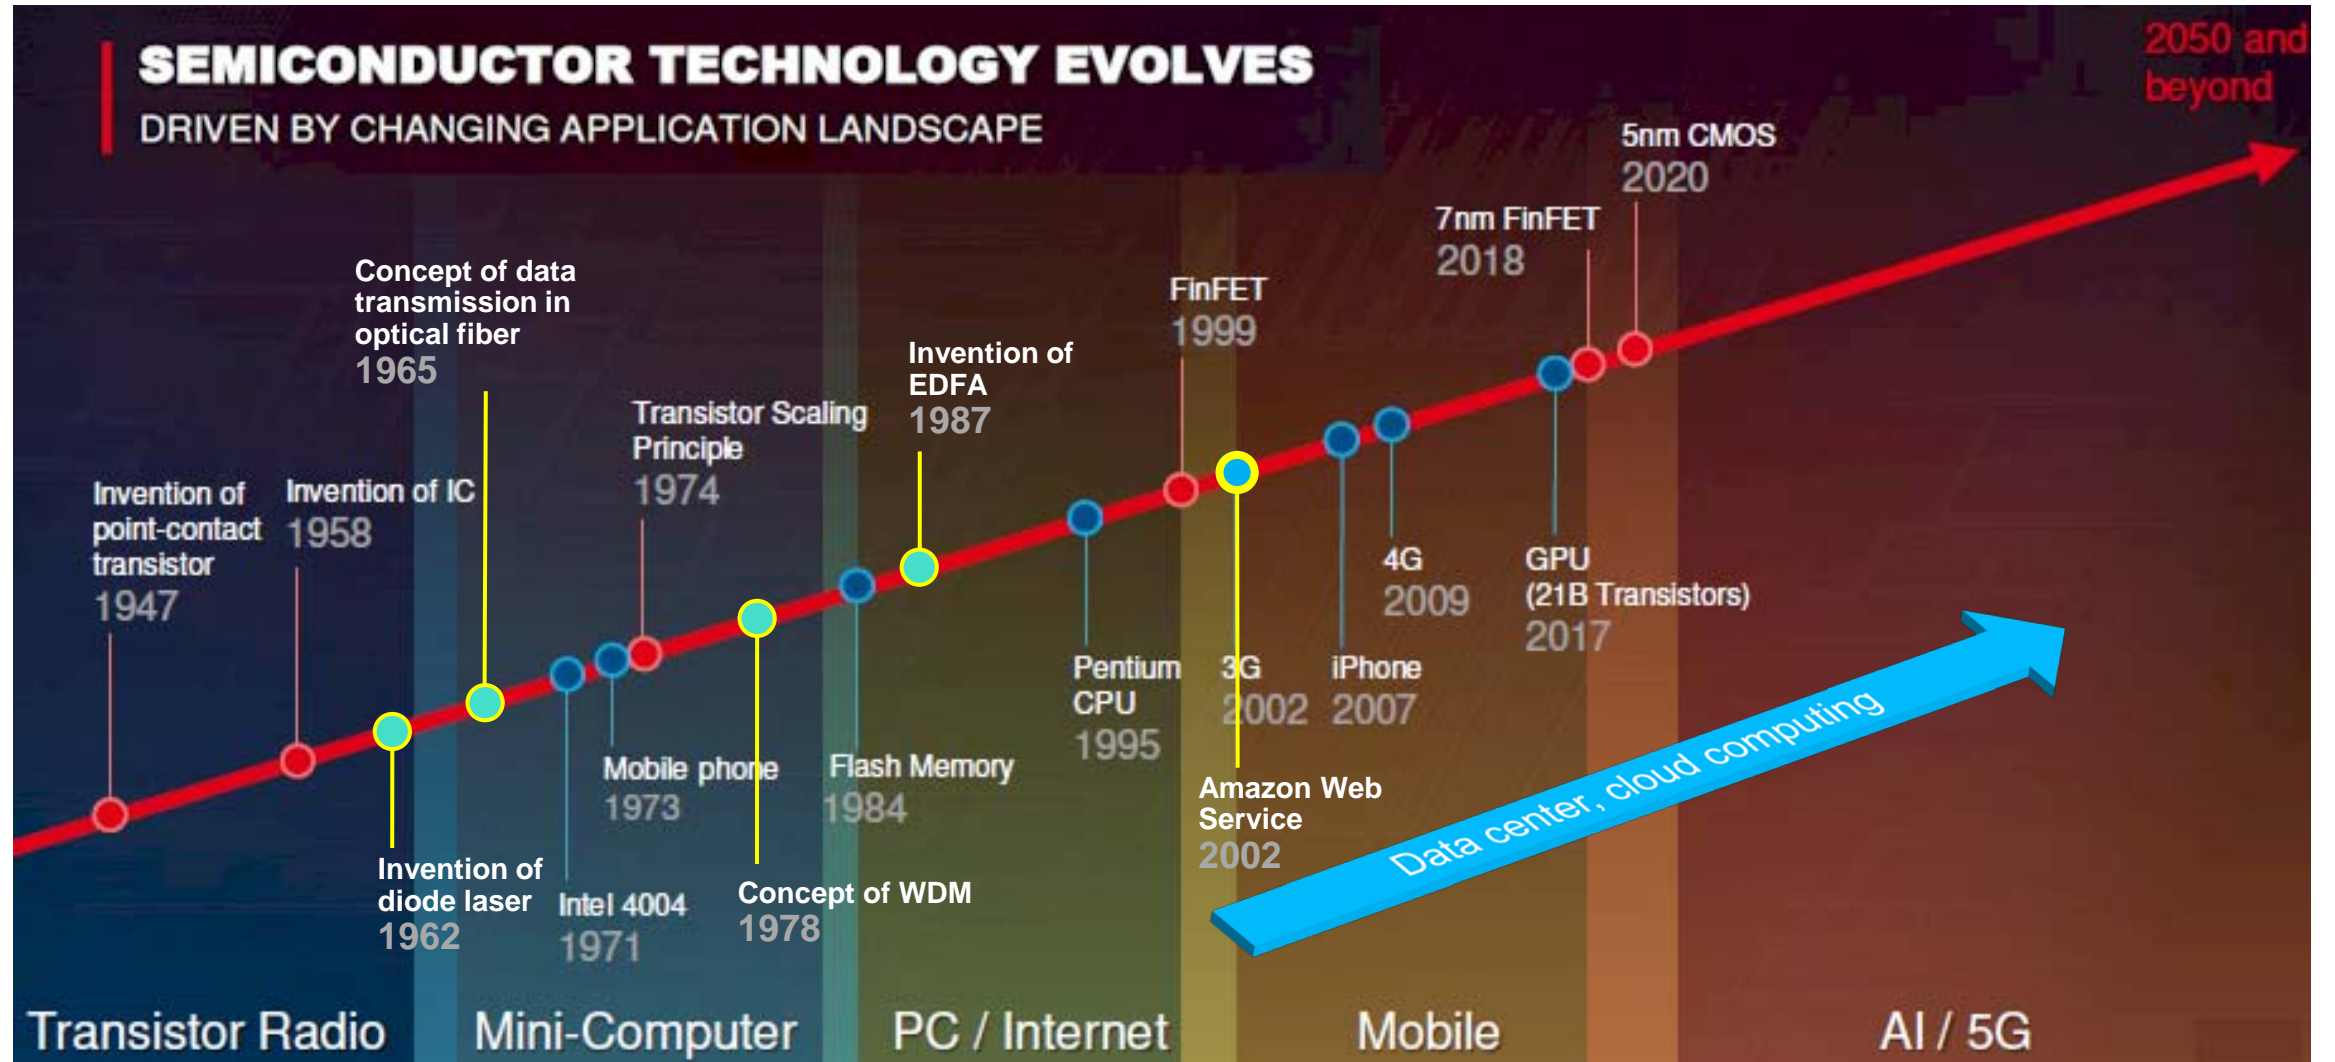 SEMICONDUCTOR TECHNOLOGY EVOLVES
DRIVEN BY CHANGING APPLICATION LANDSCAPE
2050 and
beyond
5nm CMOS
2020
7nm FinFET
2018
Concept of data
transmission in
optical fiber
1965
FinFET
1999
Invention of
EDFA
1987
Transistor Scaling
Principle
1974
Invention of
point-contact
transistor
1947
Invention of IC
1958
4G
2009
GPU
(21B Transistors)
2017
Pentium
CPU
1995
3G
2002
iPhone
2007
Mobile phone
1973
Flash Memory
1984
Amazon Web
Service
2002
Data center, cloud computing
Invention of
diode laser
1962
Intel 4004
1971
Concept of WDM
1978
Transistor Radio
Mini-Computer
PC / Internet
Mobile
AI / 5G